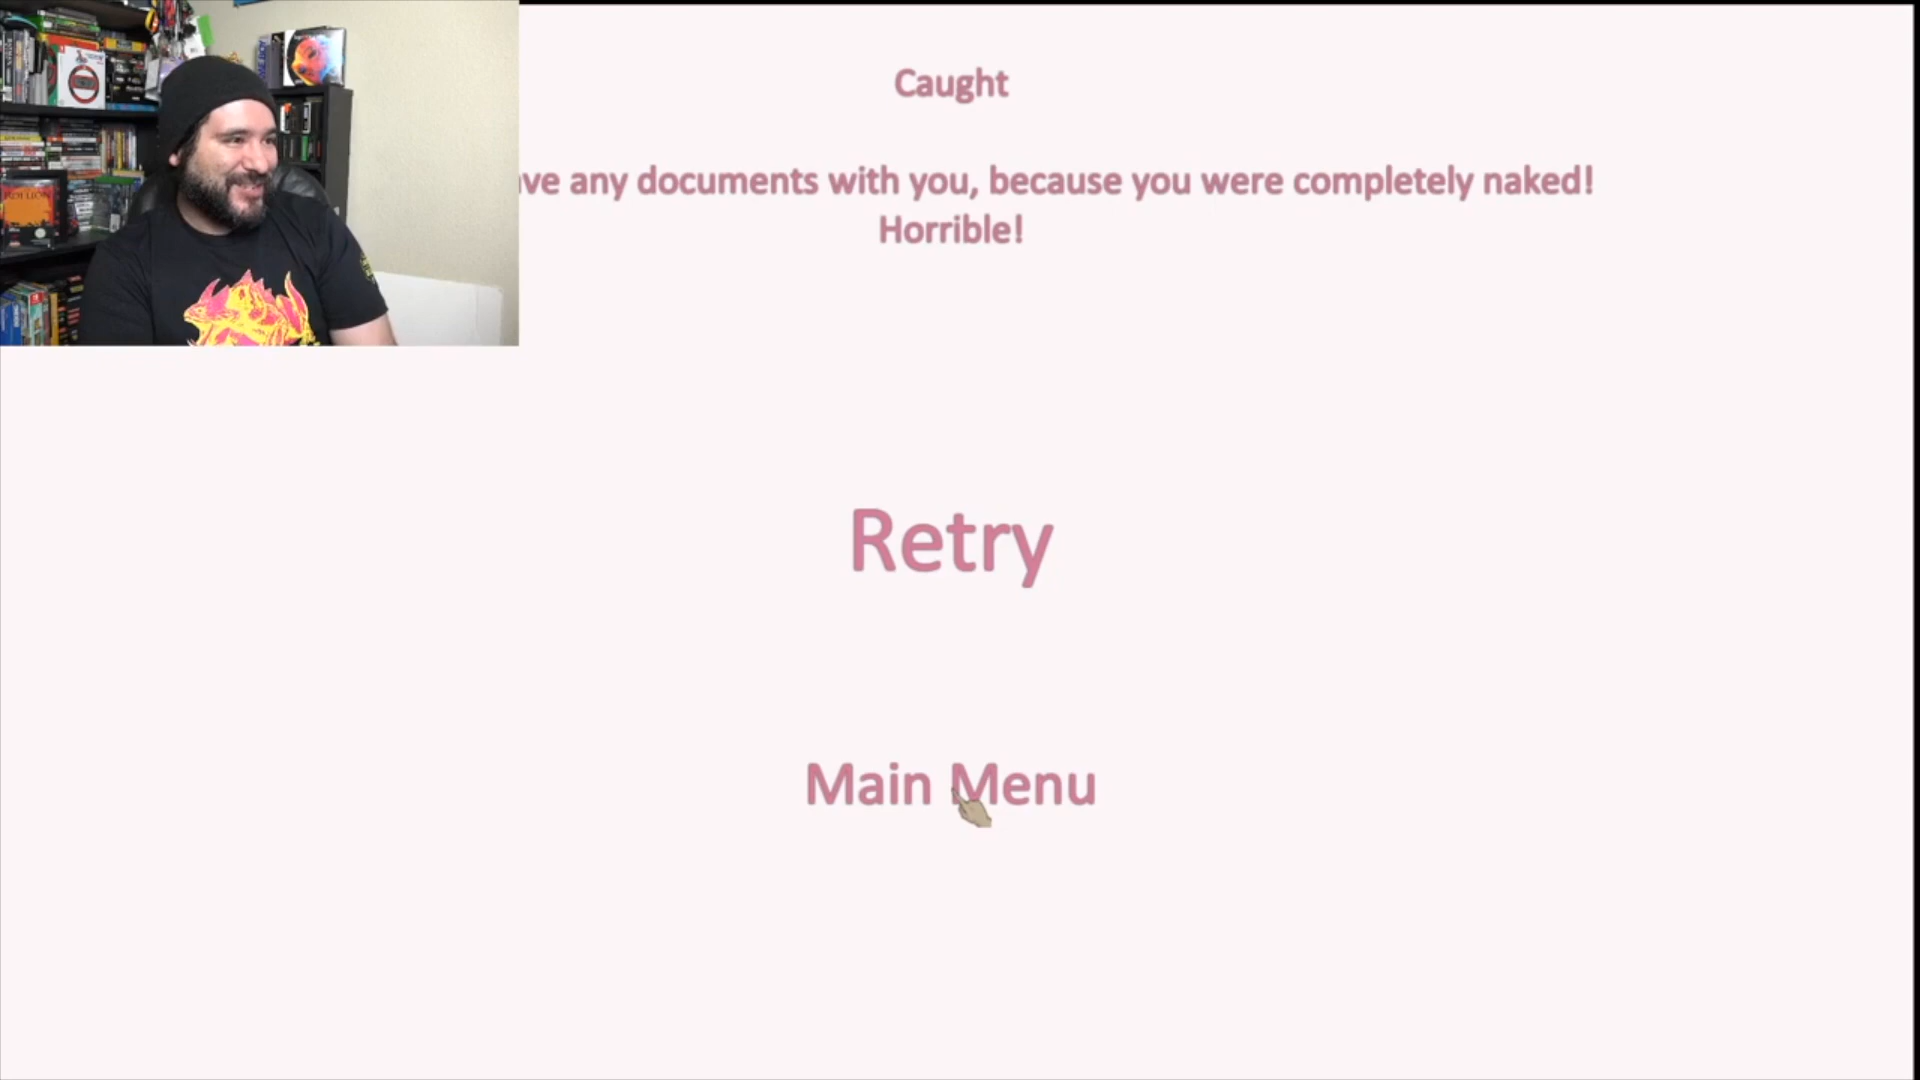 Caught
ve any documents with you, because you were completely naked!
Horrible!
Retry
Main Menu